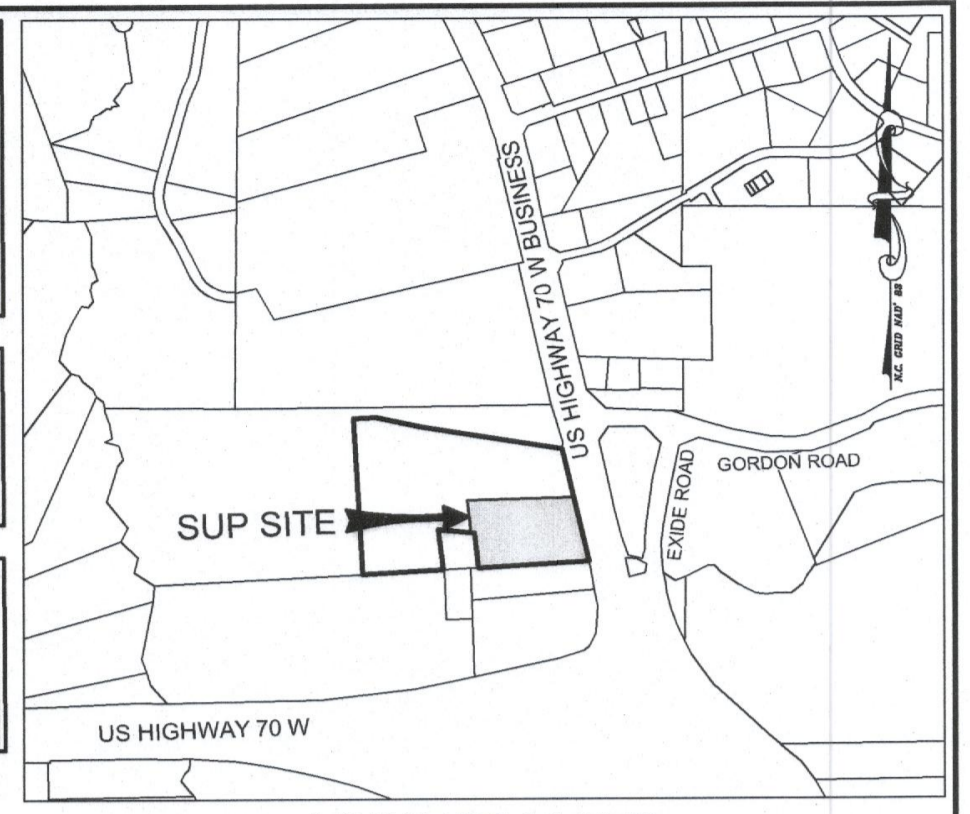 US HIGHWAY 70 W BUSINESS
N.C. GRID NAD' 83
GORDON ROAD
EXIDE ROAD
SUP SITE
US HIGHWAY 70 W